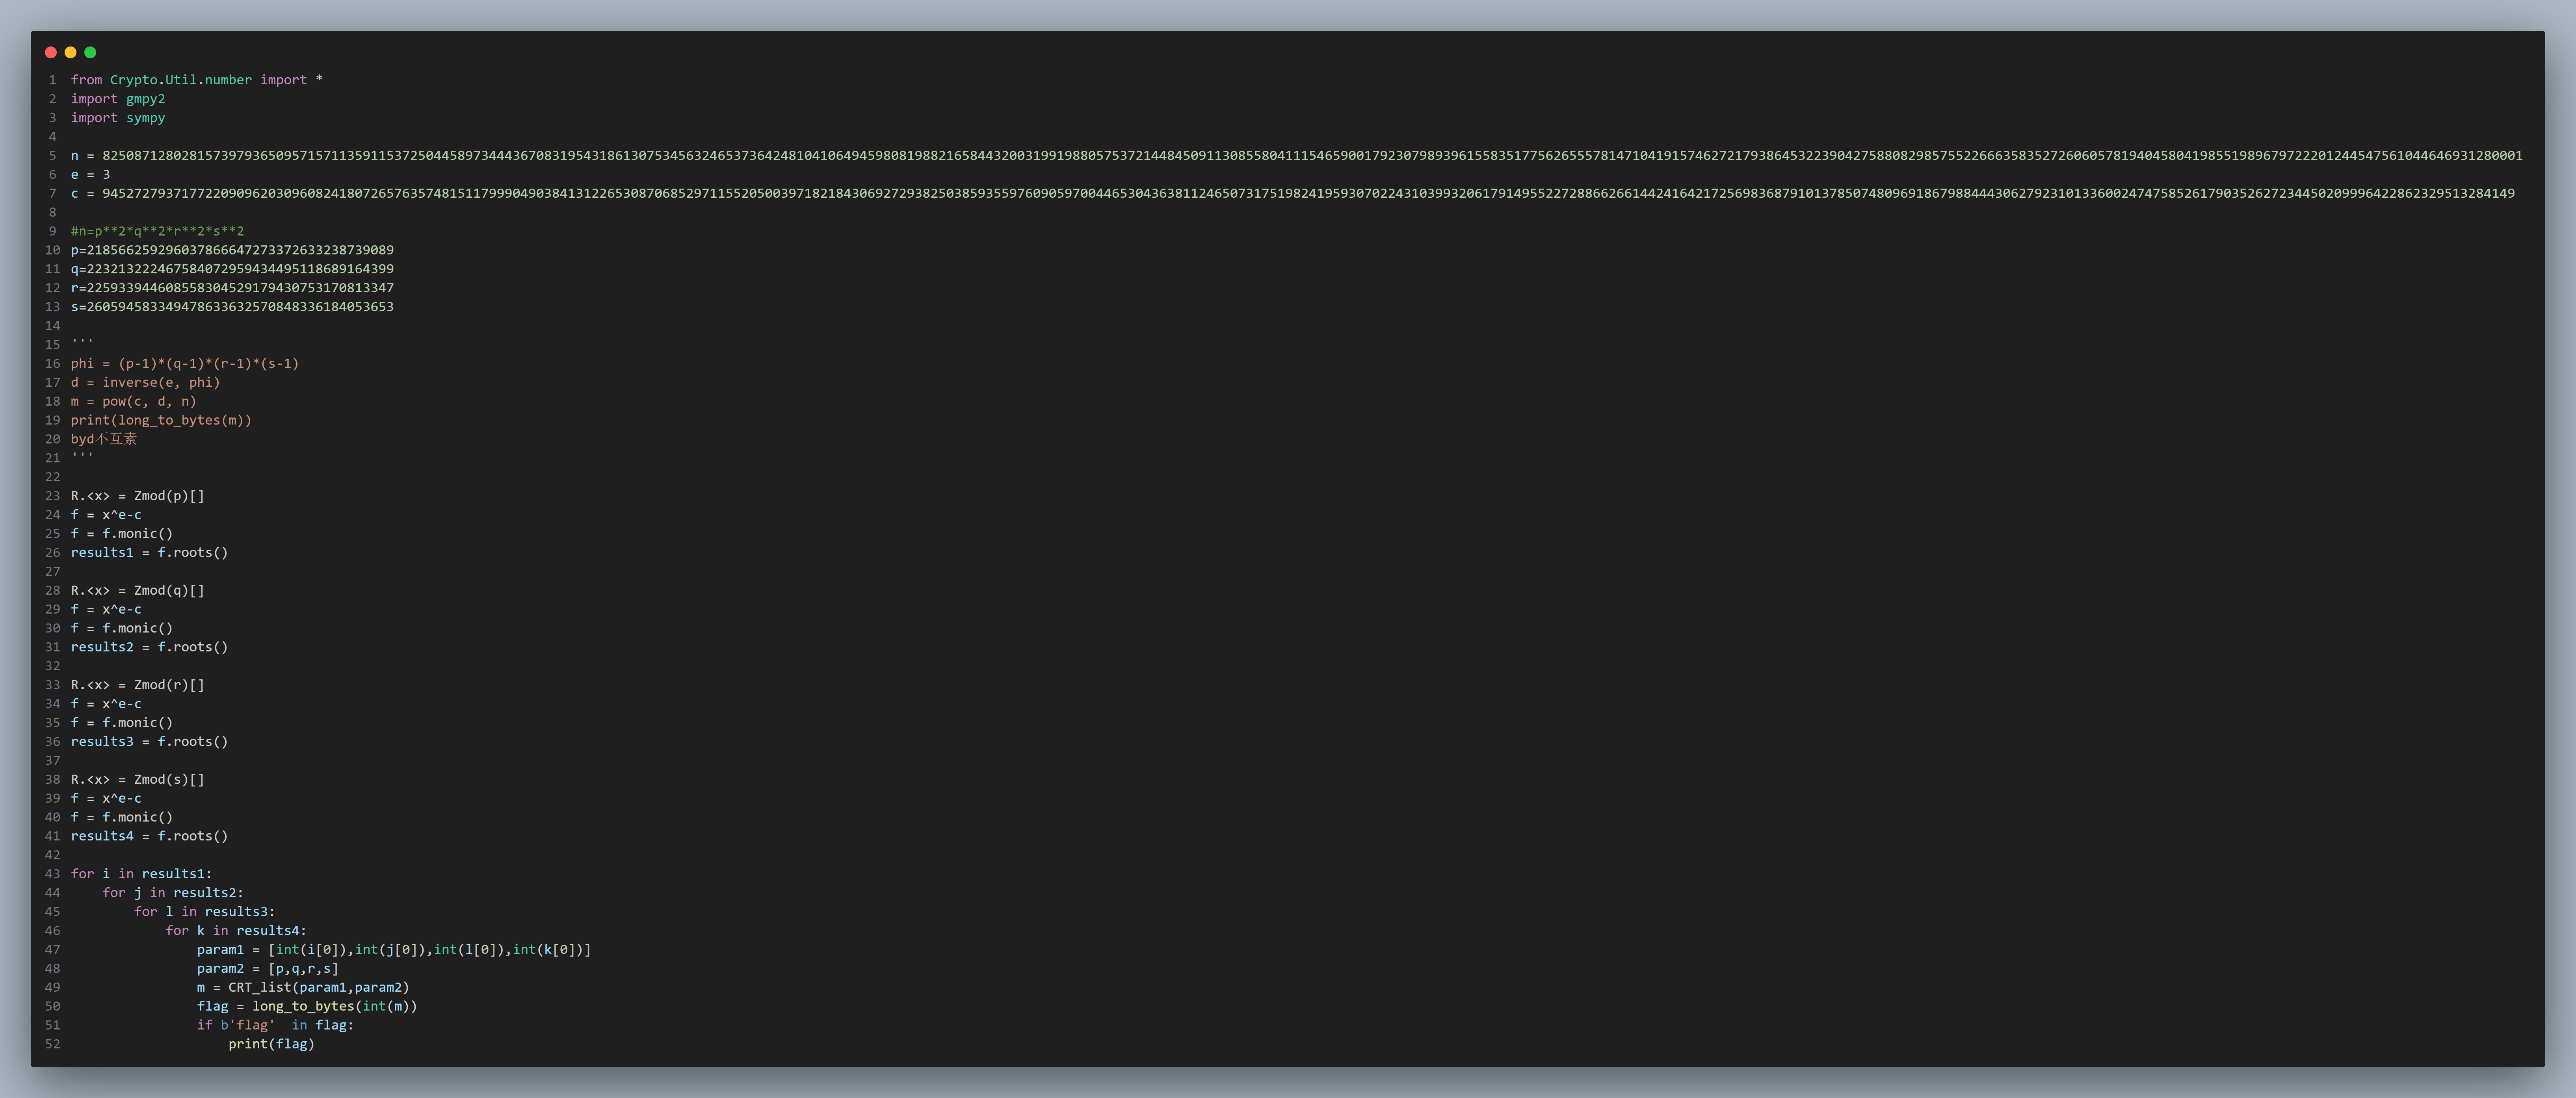 1 from Crypto.Util.number import *
2 import gmpy2
3 import sympy
4
5 n = 8250871280281573979365095715711359115372504458973444367083195431861307534563246537364248104106494598081988216584432003199198805753721448450911308558041115465900179230798939615583517756265557814710419157462721793864532239042758808298575522666358352726060578194045804198551989679722201244547561044646931280001
6 e = 3
7 c = 945272793717722090962030960824180726576357481511799904903841312265308706852971155205003971821843069272938250385935597609059700446530436381124650731751982419593070224310399320617914955227288662661442416421725698368791013785074809691867988444306279231013360024747585261790352627234450209996422862329513284149
8
9 #n=p**2*q**2*r**2*s**2
10 p=218566259296037866647273372633238739089
11 q=223213222467584072959434495118689164399
12 r=225933944608558304529179430753170813347
13 s=260594583349478633632570848336184053653
14
15 '''
16 phi = (p-1)*(q-1)*(r-1)*(s-1)
17 d = inverse(e, phi)
18 m = pow(c, d, n)
19 print(long_to_bytes(m))
20 byd不互素
21 '''
22
23 R.<x> = Zmod(p)[]
24 f = x^e-c
25 f = f.monic()
26 results1 = f.roots()
27
28 R.<x> = Zmod(q)[]
29 f = x^e-c
30 f = f.monic()
31 results2 = f.roots()
32
33 R.<x> = Zmod(r)[]
34 f = x^e-c
35 f = f.monic()
36 results3 = f.roots()
37
38 R.<x> = Zmod(s)[]
39 f = x^e-c
40 f = f.monic()
41 results4 = f.roots()
42
43 for i in results1:
44     for j in results2:
45         for l in results3:
46             for k in results4:
47                 param1 = [int(i[0]),int(j[0]),int(l[0]),int(k[0])]
48                 param2 = [p,q,r,s]
49                 m = CRT_list(param1,param2)
50                 flag = long_to_bytes(int(m))
51                 if b'flag'  in flag:
52                     print(flag)